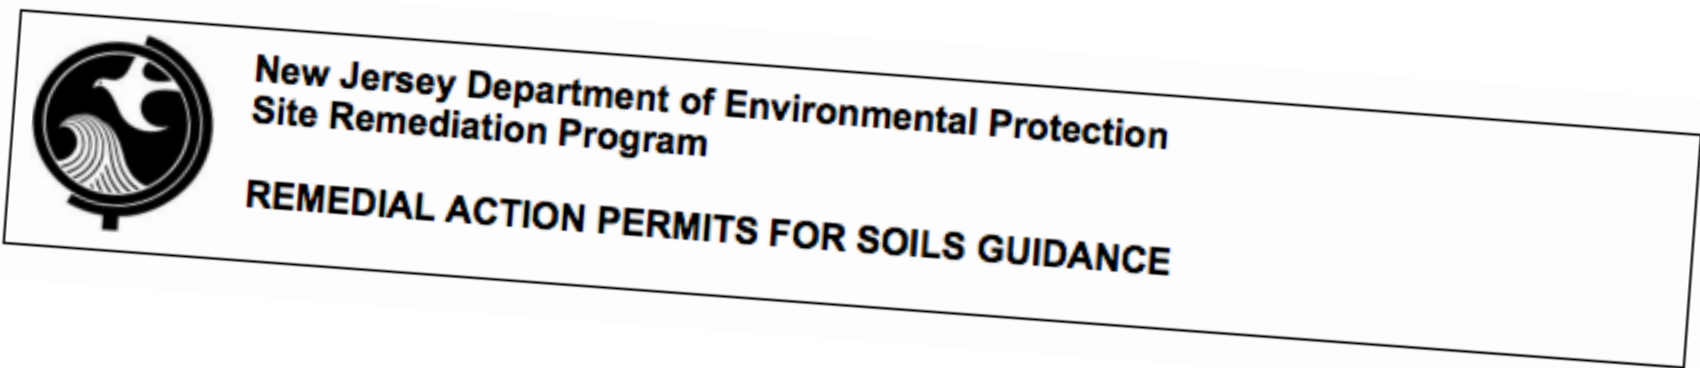 New Jersey Department of Environmental Protection
Site Remediation Program
REMEDIAL ACTION PERMITS FOR SOILS GUIDANCE